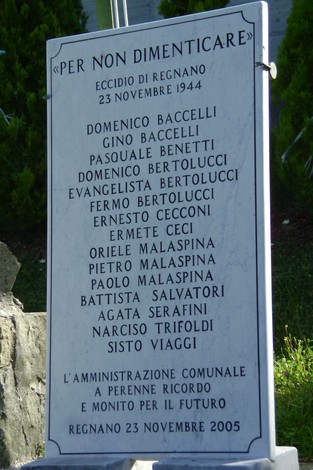 «PER NON DIMENTICARE»
ECCIDIO DI REGNANO
23 NOVEMBRE 1944
DOMENICO BACCELLI
GINO BACCELLI
PASQUALE BENETTI
DOMENICO BERTOLUCCI
EVANGELISTA BERTOLUCCI
FERMO BERTOLUCCI
ERNESTO CECCONI
ERMETE CECI
ORIELE MALASPINA
PIETRO MALASPINA
PAOLO MALASPINA
BATTISTA SALVATORI
AGATA SERAFINI
NARCISO TRIFOLDI
SISTO VIAGGI
L'AMMINISTRAZIONE COMUNALE
A PERENNE RICORDO
E MONITO PER IL FUTURO
REGNANO 23 NOVEMBRE 2005